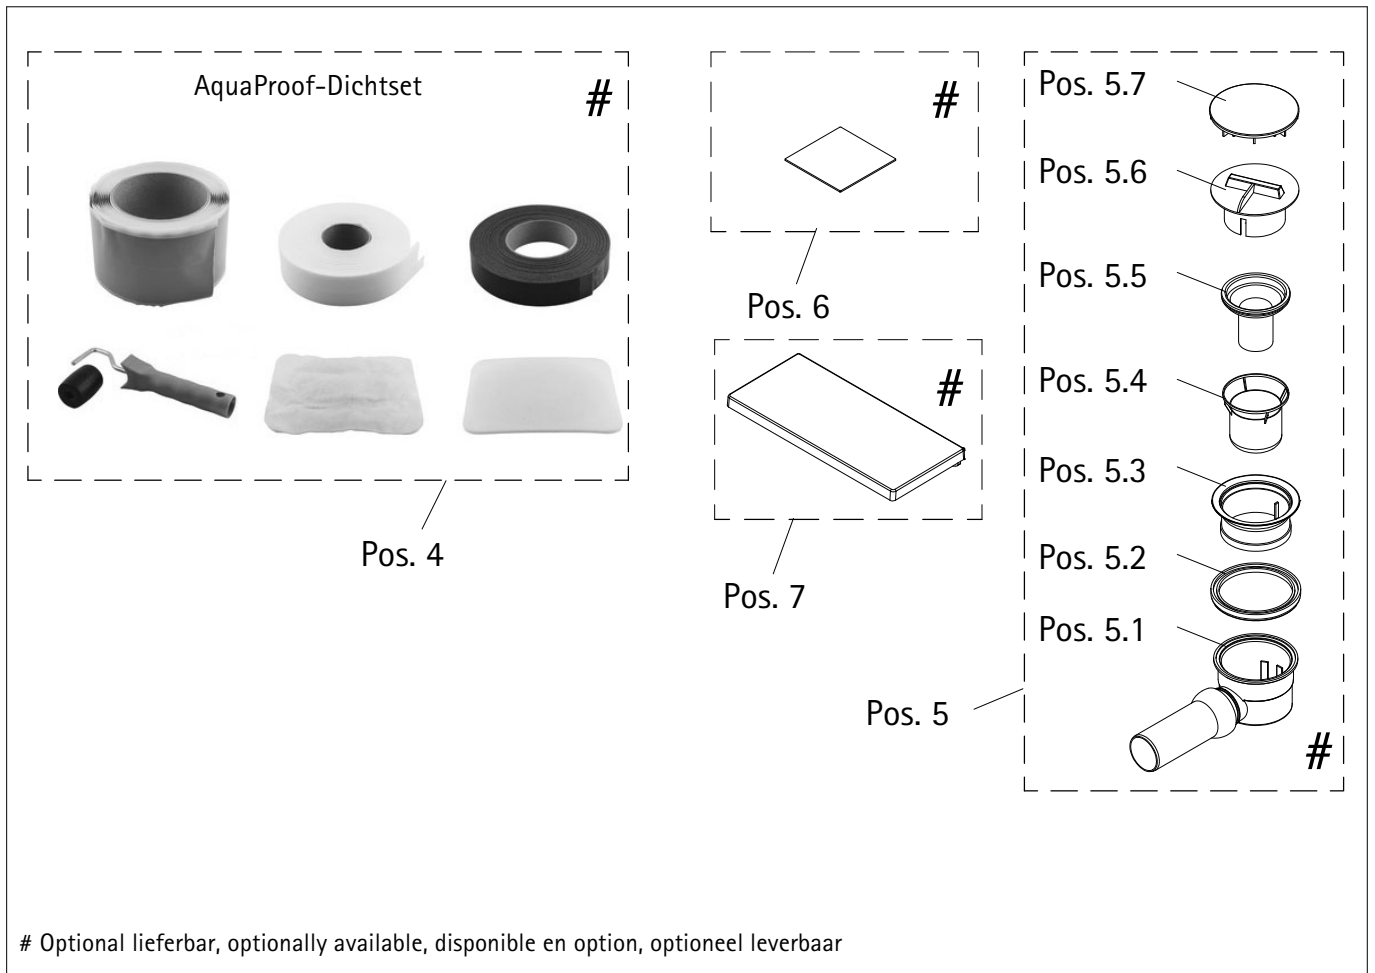 AquaProof-Dichtset
#
Pos. 4
#
Pos. 6
#
Pos. 7
Pos. 5.7
Pos. 5.6
Pos. 5.5
Pos. 5.4
Pos. 5.3
Pos. 5.2
Pos. 5.1
Pos. 5
#
# Optional lieferbar, optionally available, disponible en option, optioneel leverbaar